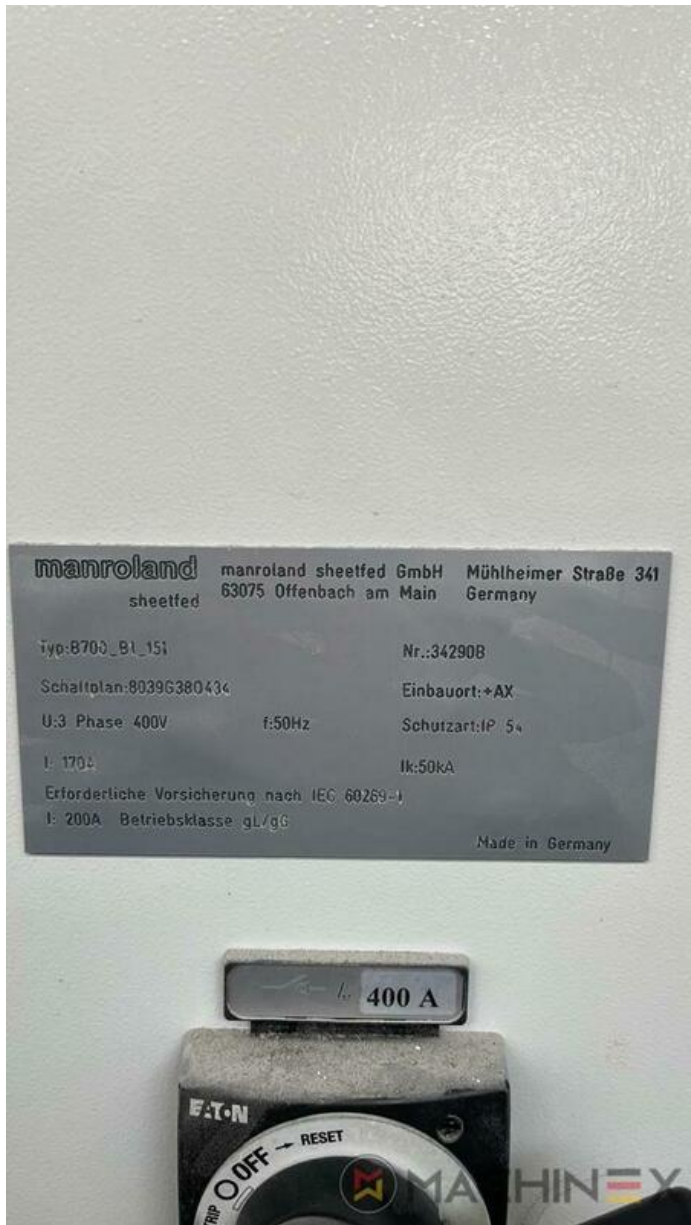 manroland
sheetfed
manroland sheetfed GmbH Mühlheimer Straße 341
63075 Offenbach am Main Germany
Typ:B700_B1_151 Nr.:34290B
Schaltplan:8039G380434 Einbauort:+AX
U:3 Phase 400V f:50Hz Schutzart:IP 54
I: 170A Ik:50kA
Erforderliche Vorsicherung nach IEC 60269-1
I: 200A Betriebsklasse gL/gG
Made in Germany
400 A
EATON
TRIP OFF → RESET
MACHINEX